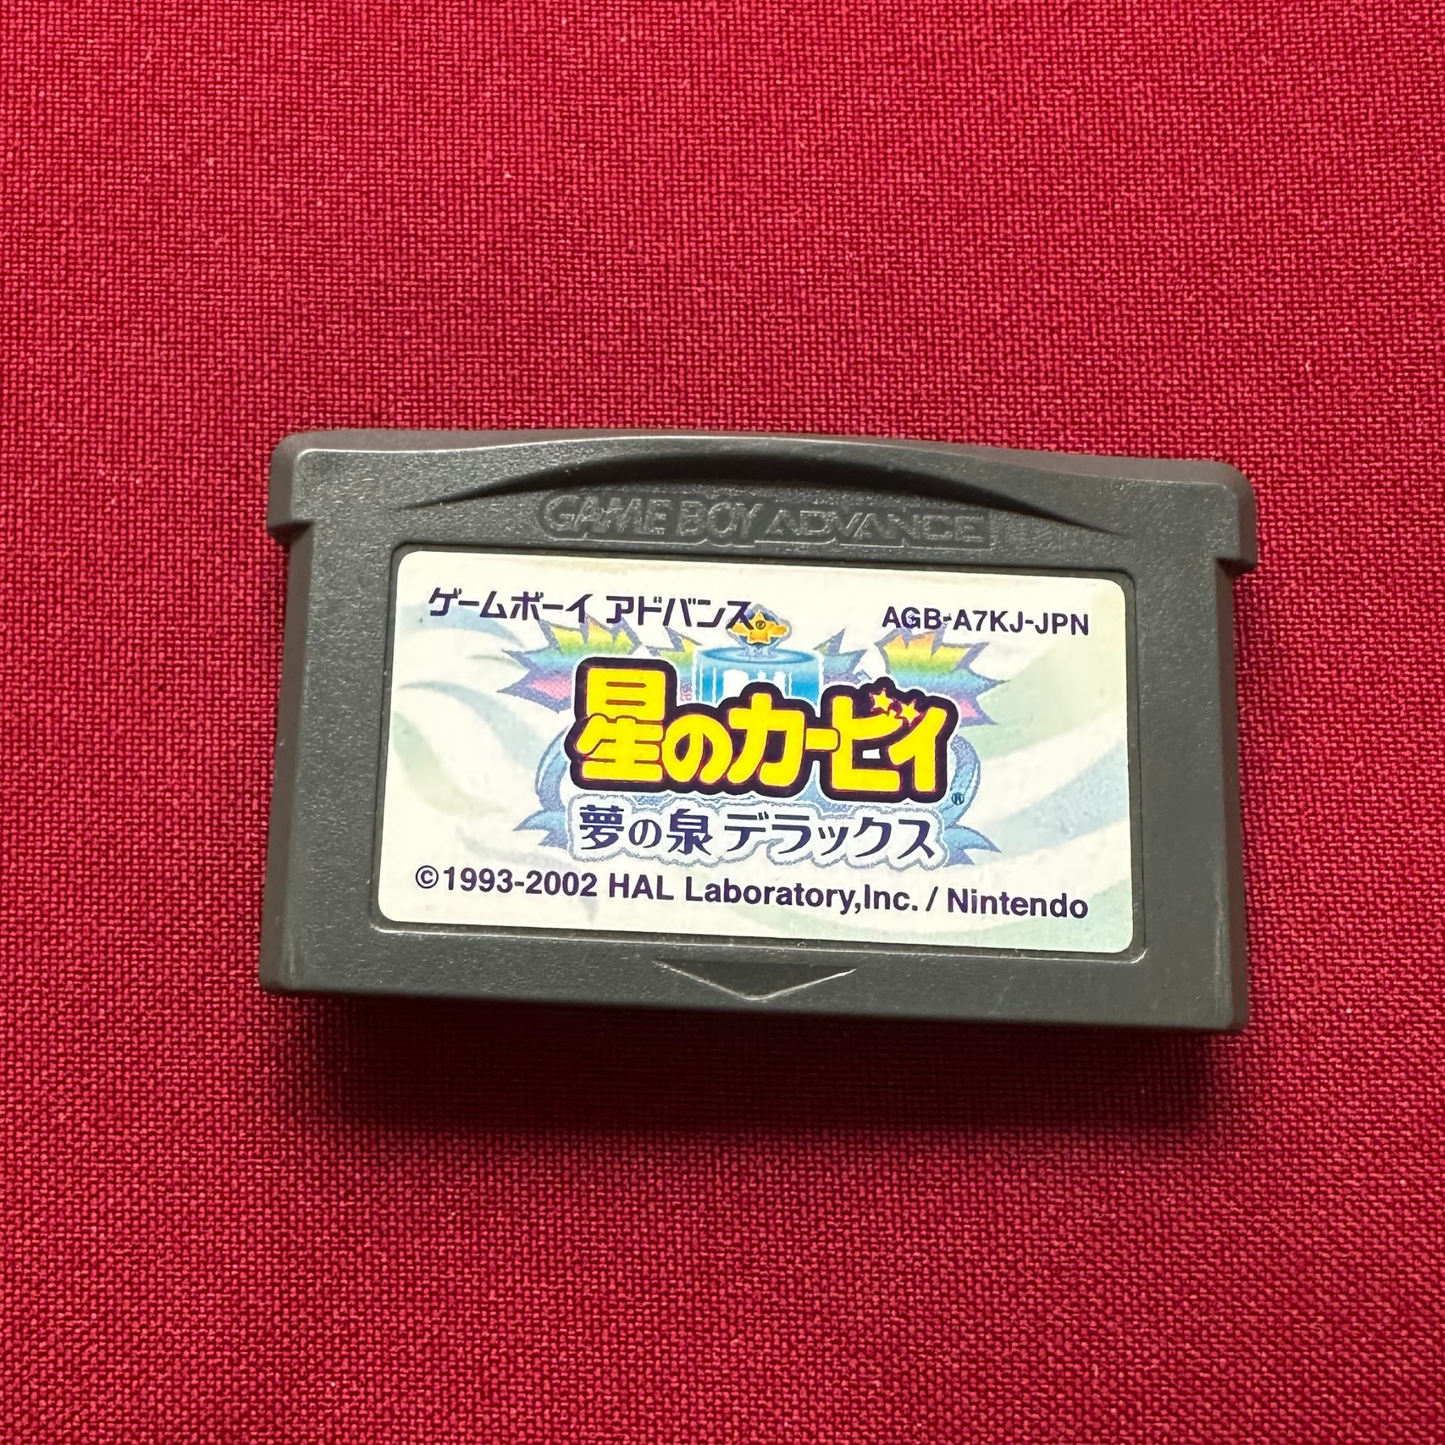 GAME BOY ADVANCE
ゲームボーイ アドバンス® AGB-A7KJ-JPN
星のカービィ®
夢の泉デラックス
©1993-2002 HAL Laboratory,Inc. / Nintendo